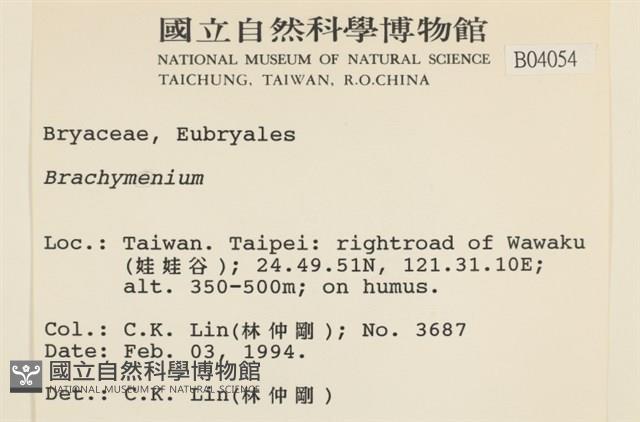 國立自然科學博物館
NATIONAL MUSEUM OF NATURAL SCIENCE
TAICHUNG, TAIWAN, R.O.CHINA
B04054
Bryaceae, Eubryales
Brachymenium
Loc.: Taiwan. Taipei: rightroad of Wawaku
(娃娃谷); 24.49.51N, 121.31.10E;
alt. 350-500m; on humus.
Col.: C.K. Lin(林仲剛); No. 3687
Date: Feb. 03, 1994.
國立自然科學博物館
NATIONAL MUSEUM OF NATURAL SCIENCE
Det.: C.K. Lin(林仲剛)